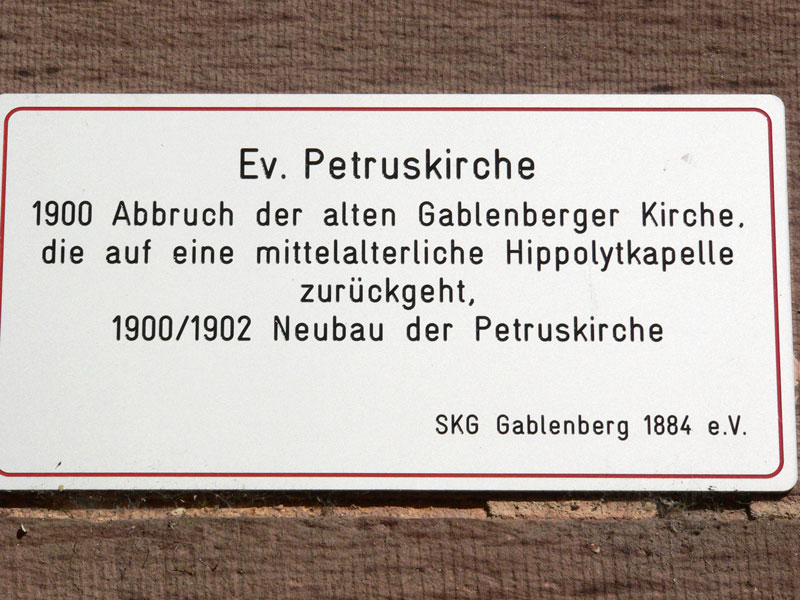 Ev. Petruskirche
1900 Abbruch der alten Gablenberger Kirche,
die auf eine mittelalterliche Hippolytkapelle
zurückgeht,
1900/1902 Neubau der Petruskirche
SKG Gablenberg 1884 e.V.